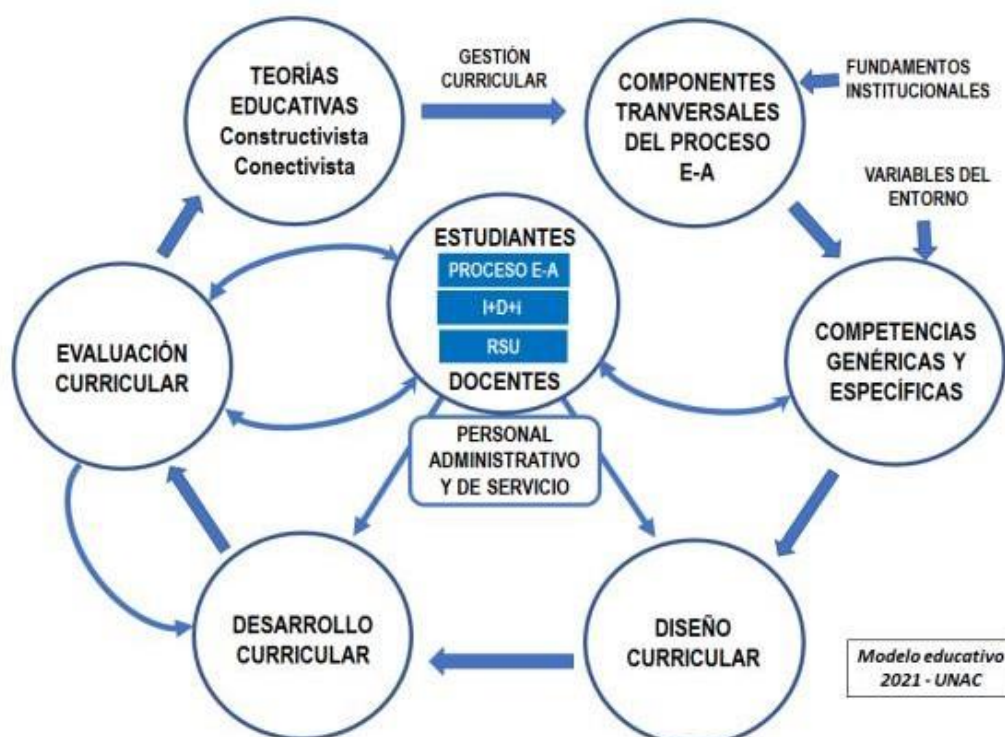 TEORÍAS
EDUCATIVAS
Constructivista
Conectivista
GESTIÓN
CURRICULAR
COMPONENTES
TRANVERSALES
DEL PROCESO
E-A
FUNDAMENTOS
INSTITUCIONALES
VARIABLES DEL
ENTORNO
ESTUDIANTES
PROCESO E-A
I+D+i
RSU
DOCENTES
EVALUACIÓN
CURRICULAR
COMPETENCIAS
GENÉRICAS Y
ESPECÍFICAS
PERSONAL
ADMINISTRATIVO
Y DE SERVICIO
DESARROLLO
CURRICULAR
DISEÑO
CURRICULAR
Modelo educativo
2021 - UNAC